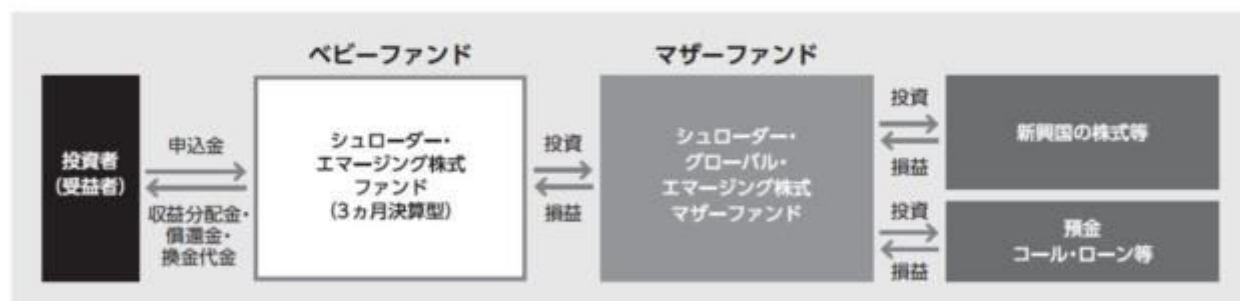 ベビーファンド
マザーファンド
投資者
(受益者)
申込金
収益分配金・
償還金・
換金代金
シュローダー・
エマージング株式
ファンド
(3ヵ月決算型)
投資
損益
シュローダー・
グローバル・
エマージング株式
マザーファンド
投資
損益
新興国の株式等
投資
損益
預金
コール・ローン等